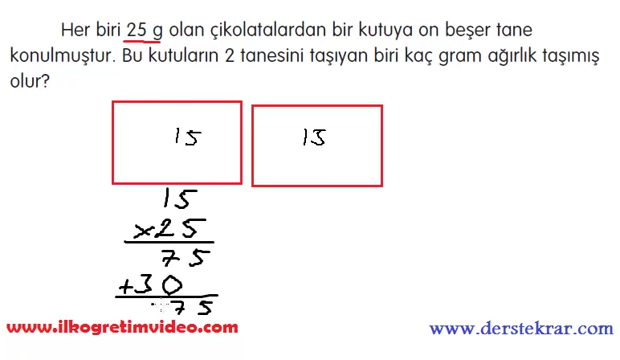 Her biri 25 g olan çikolatalardan bir kutuya on beşer tane
konulmuştur. Bu kutuların 2 tanesini taşıyan biri kaç gram ağırlık taşımış
olur?
15 15
15
x25
75
+30
75
www.ilkogretimvideo.com www.derstekrar.com